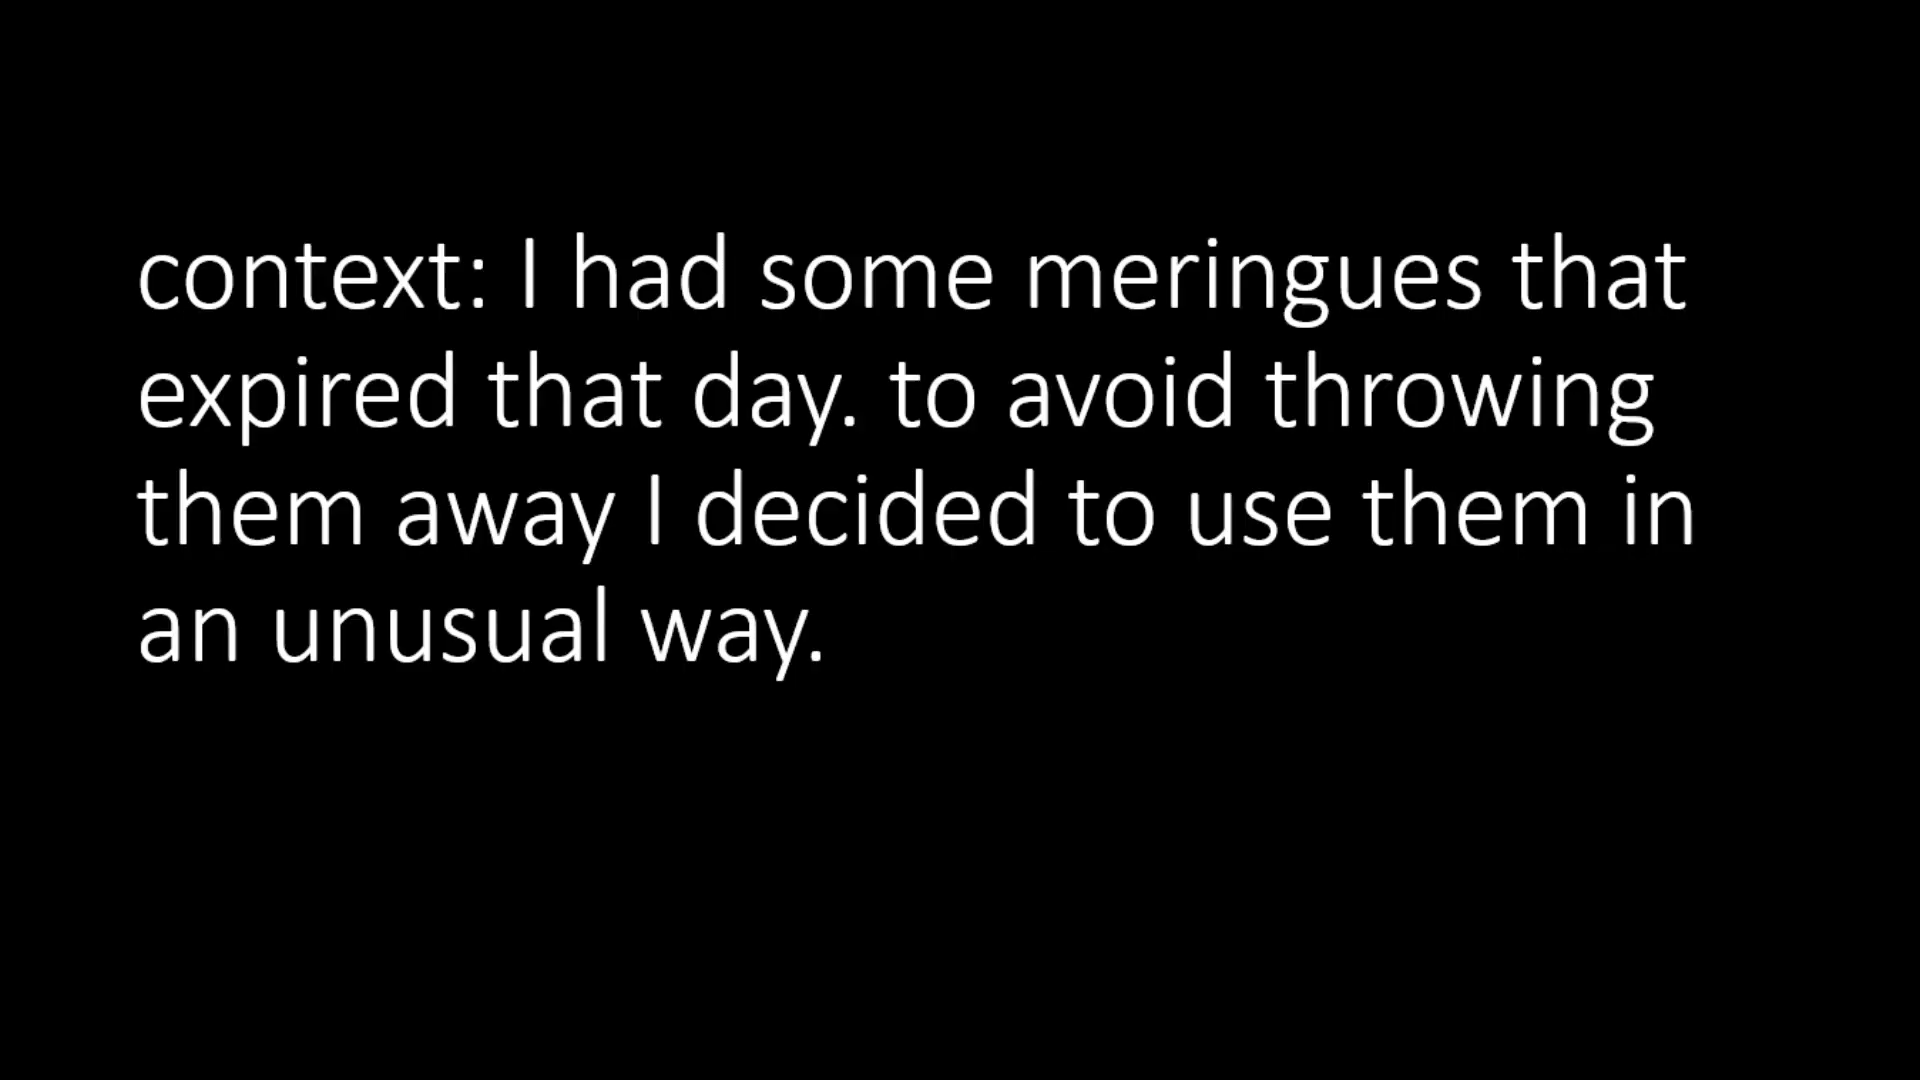 context: I had some meringues that
expired that day. to avoid throwing
them away I decided to use them in
an unusual way.